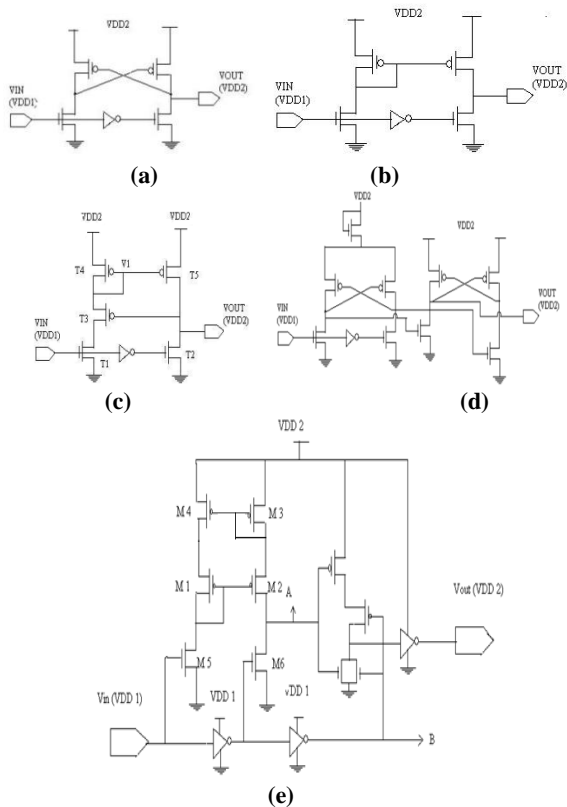 VDD2
VIN
(VDD1)
VOUT
(VDD2)
(a)
VDD2
VIN
(VDD1)
VOUT
(VDD2)
(b)
VDD2
VDD2
T4
V1
T5
T3
VIN
(VDD1)
VOUT
(VDD2)
T1
T2
(c)
VDD2
VDD2
VIN
(VDD1)
VOUT
(VDD2)
(d)
VDD 2
M 4
M 3
M 1
M 2
A
Vout (VDD 2)
M 5
M6
Vin (VDD 1)
VDD 1
vDD 1
B
(e)